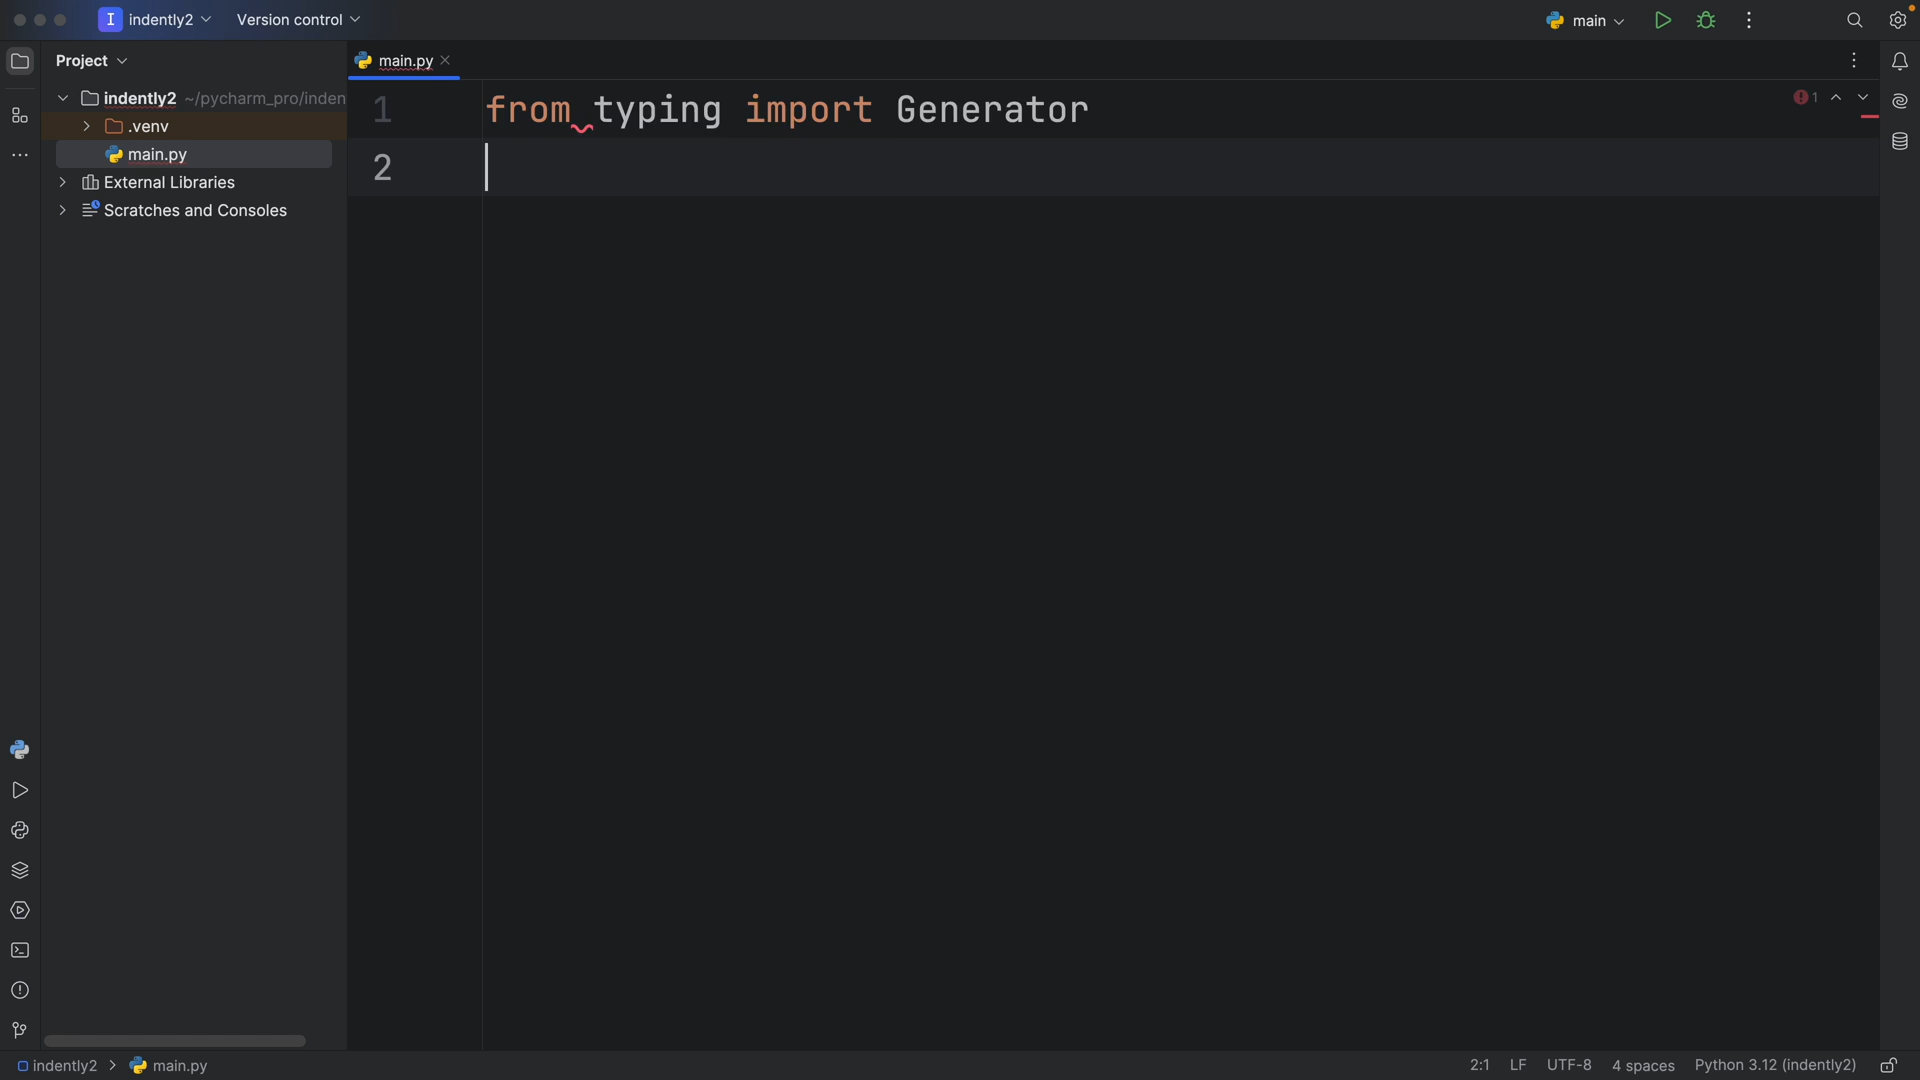 I indently2 Version control main
Project main.py
indently2 ~/pycharm_pro/inden
.venv
main.py
External Libraries
Scratches and Consoles
1 from typing import Generator
2
1
indently2 main.py 2:1 LF UTF-8 4 spaces Python 3.12 (indently2)